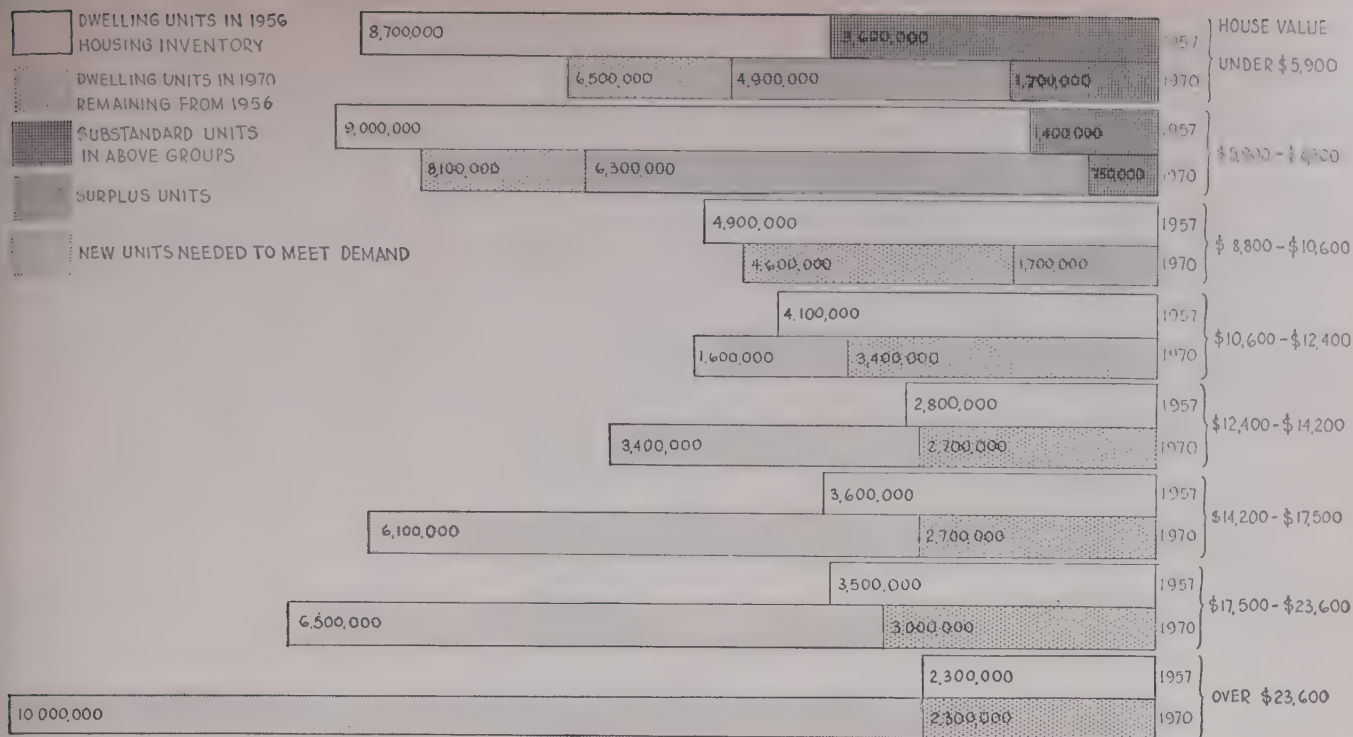 DWELLING UNITS IN 1956
HOUSING INVENTORY
DWELLING UNITS IN 1970
REMAINING FROM 1956
SUBSTANDARD UNITS
IN ABOVE GROUPS
SURPLUS UNITS
NEW UNITS NEEDED TO MEET DEMAND
8,700,000 3,600,000 1957
6,500,000 4,900,000 1,700,000 1970
HOUSE VALUE
UNDER $5,900
9,000,000 1,400,000 1957
8,100,000 6,300,000 750,000 1970
4,900,000 1957
4,600,000 1,700,000 1970
$8,800-$10,600
4,100,000 1957
1,600,000 3,400,000 1970
$10,600-$12,400
2,800,000 1957
3,400,000 2,700,000 1970
$12,400-$14,200
3,600,000 1957
6,100,000 2,700,000 1970
$14,200-$17,500
3,500,000 1957
6,500,000 3,000,000 1970
$17,500-$23,600
2,300,000 1957
10 000,000 2,300,000 1970
OVER $23,600